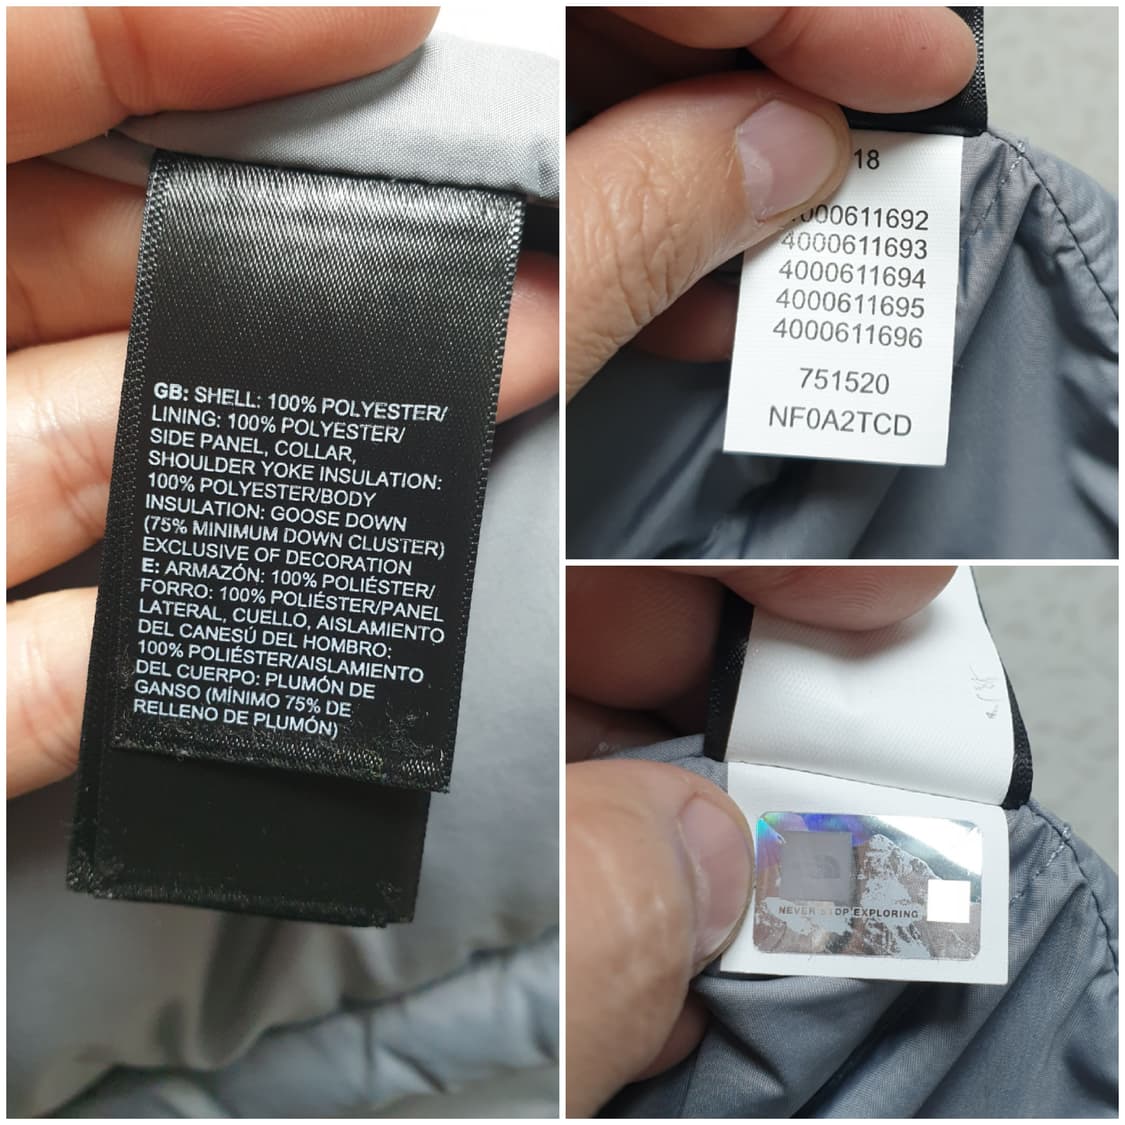 GB: SHELL: 100% POLYESTER/
LINING: 100% POLYESTER/
SIDE PANEL, COLLAR,
SHOULDER YOKE INSULATION:
100% POLYESTER/BODY
INSULATION: GOOSE DOWN
(75% MINIMUM DOWN CLUSTER)
EXCLUSIVE OF DECORATION
E: ARMAZÓN: 100% POLIÉSTER/
FORRO: 100% POLIÉSTER/PANEL
LATERAL, CUELLO, AISLAMIENTO
DEL CANESÚ DEL HOMBRO:
100% POLIÉSTER/AISLAMIENTO
DEL CUERPO: PLUMÓN DE
GANSO (MÍNIMO 75% DE
RELLENO DE PLUMÓN)
18
4000611692
4000611693
4000611694
4000611695
4000611696
751520
NF0A2TCD
NEVER STOP EXPLORING